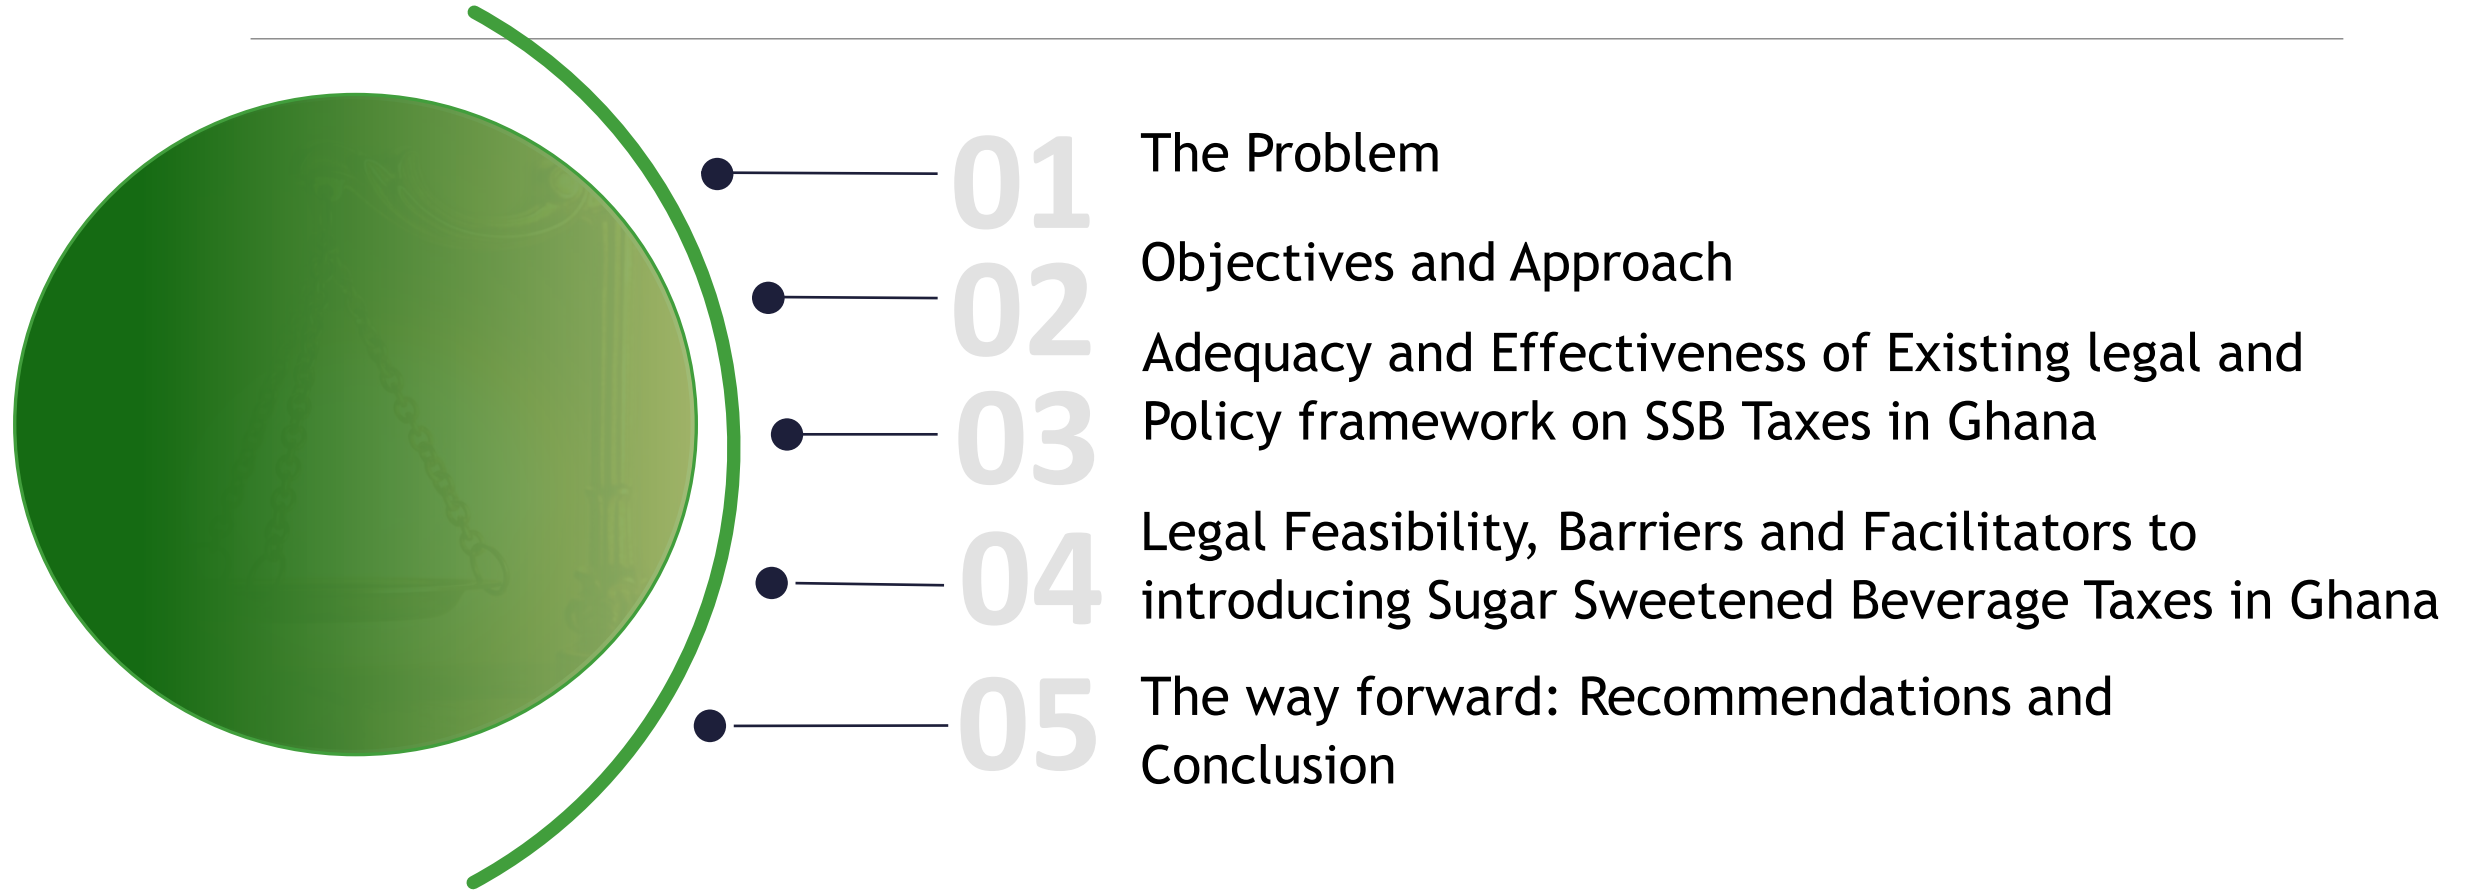 01 The Problem
02 Objectives and Approach
03 Adequacy and Effectiveness of Existing legal and
Policy framework on SSB Taxes in Ghana
04 Legal Feasibility, Barriers and Facilitators to
introducing Sugar Sweetened Beverage Taxes in Ghana
05 The way forward: Recommendations and
Conclusion